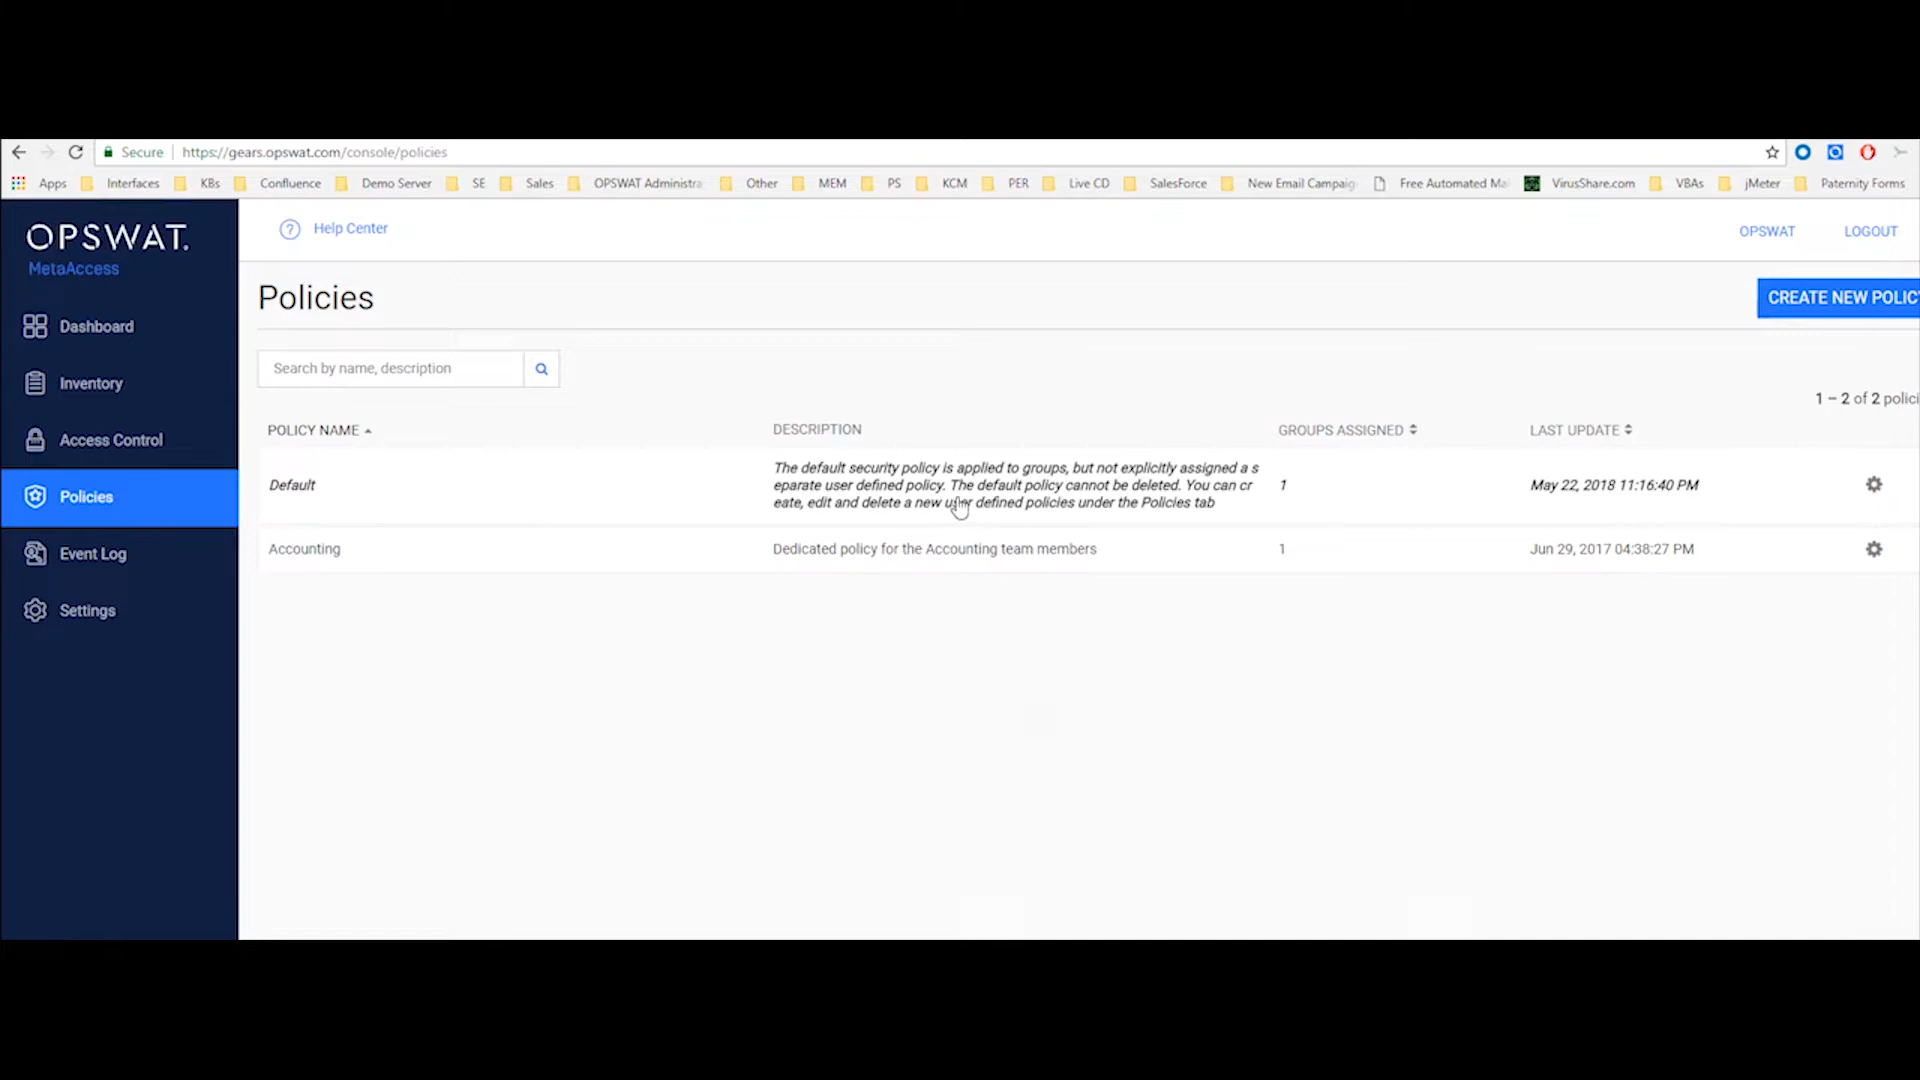 Secure https://gears.opswat.com/console/policies
Apps Interfaces KBs Confluence Demo Server SE Sales OPSWAT Administra Other MEM PS KCM PER Live CD SalesForce New Email Campaig Free Automated Ma VirusShare.com VBAs jMeter Paternity Forms
OPSWAT.
MetaAccess
Dashboard
Inventory
Access Control
Policies
Event Log
Settings
? Help Center
OPSWAT LOGOUT
Policies
CREATE NEW POLICY
Search by name, description
1 – 2 of 2 polici
POLICY NAME DESCRIPTION GROUPS ASSIGNED LAST UPDATE
Default
The default security policy is applied to groups, but not explicitly assigned a s
eparate user defined policy. The default policy cannot be deleted. You can cr
eate, edit and delete a new user defined policies under the Policies tab
1
May 22, 2018 11:16:40 PM
Accounting Dedicated policy for the Accounting team members 1 Jun 29, 2017 04:38:27 PM